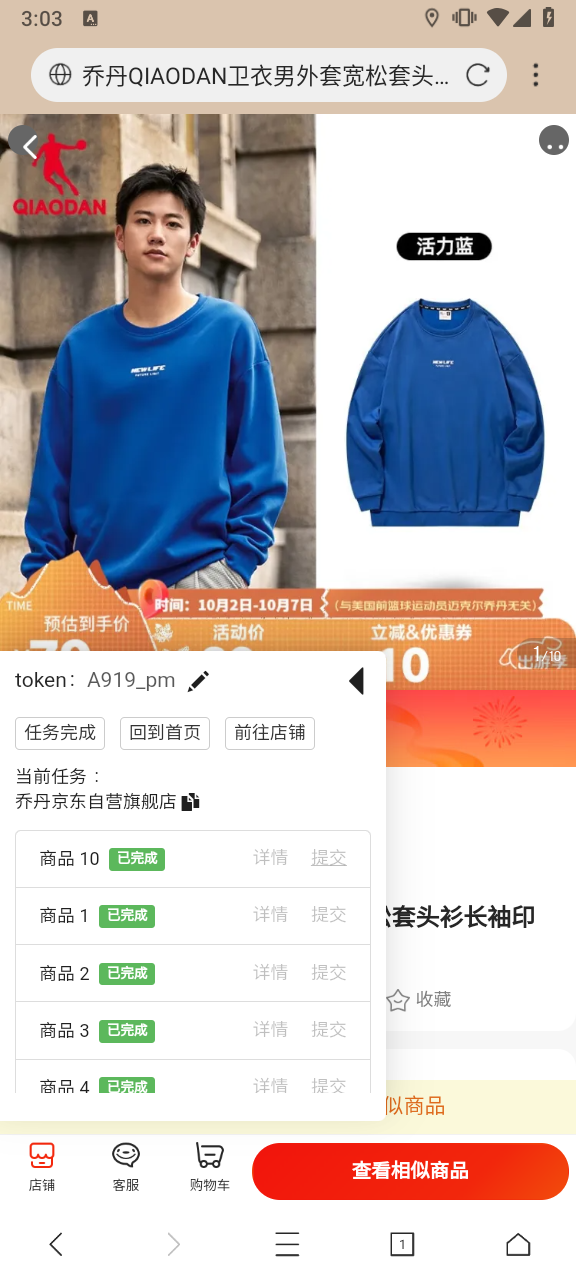 3:03
A
乔丹QIAODAN卫衣男外套宽松套头...
QIAODAN
活力蓝
NEW LIFE
NEW LIFE
TIME
时间：10月2日-10月7日
（与美国前篮球运动员迈克尔乔丹无关）
预估到手价
活动价
立减&优惠券
10
出游季
1/10
token： A919_pm
任务完成 回到首页 前往店铺
当前任务：
乔丹京东自营旗舰店
商品 10 已完成 详情 提交
商品 1 已完成 详情 提交
商品 2 已完成 详情 提交
商品 3 已完成 详情 提交
商品 4 已完成 详情 提交
松套头衫长袖印
收藏
似商品
店铺
客服
购物车
查看相似商品
1